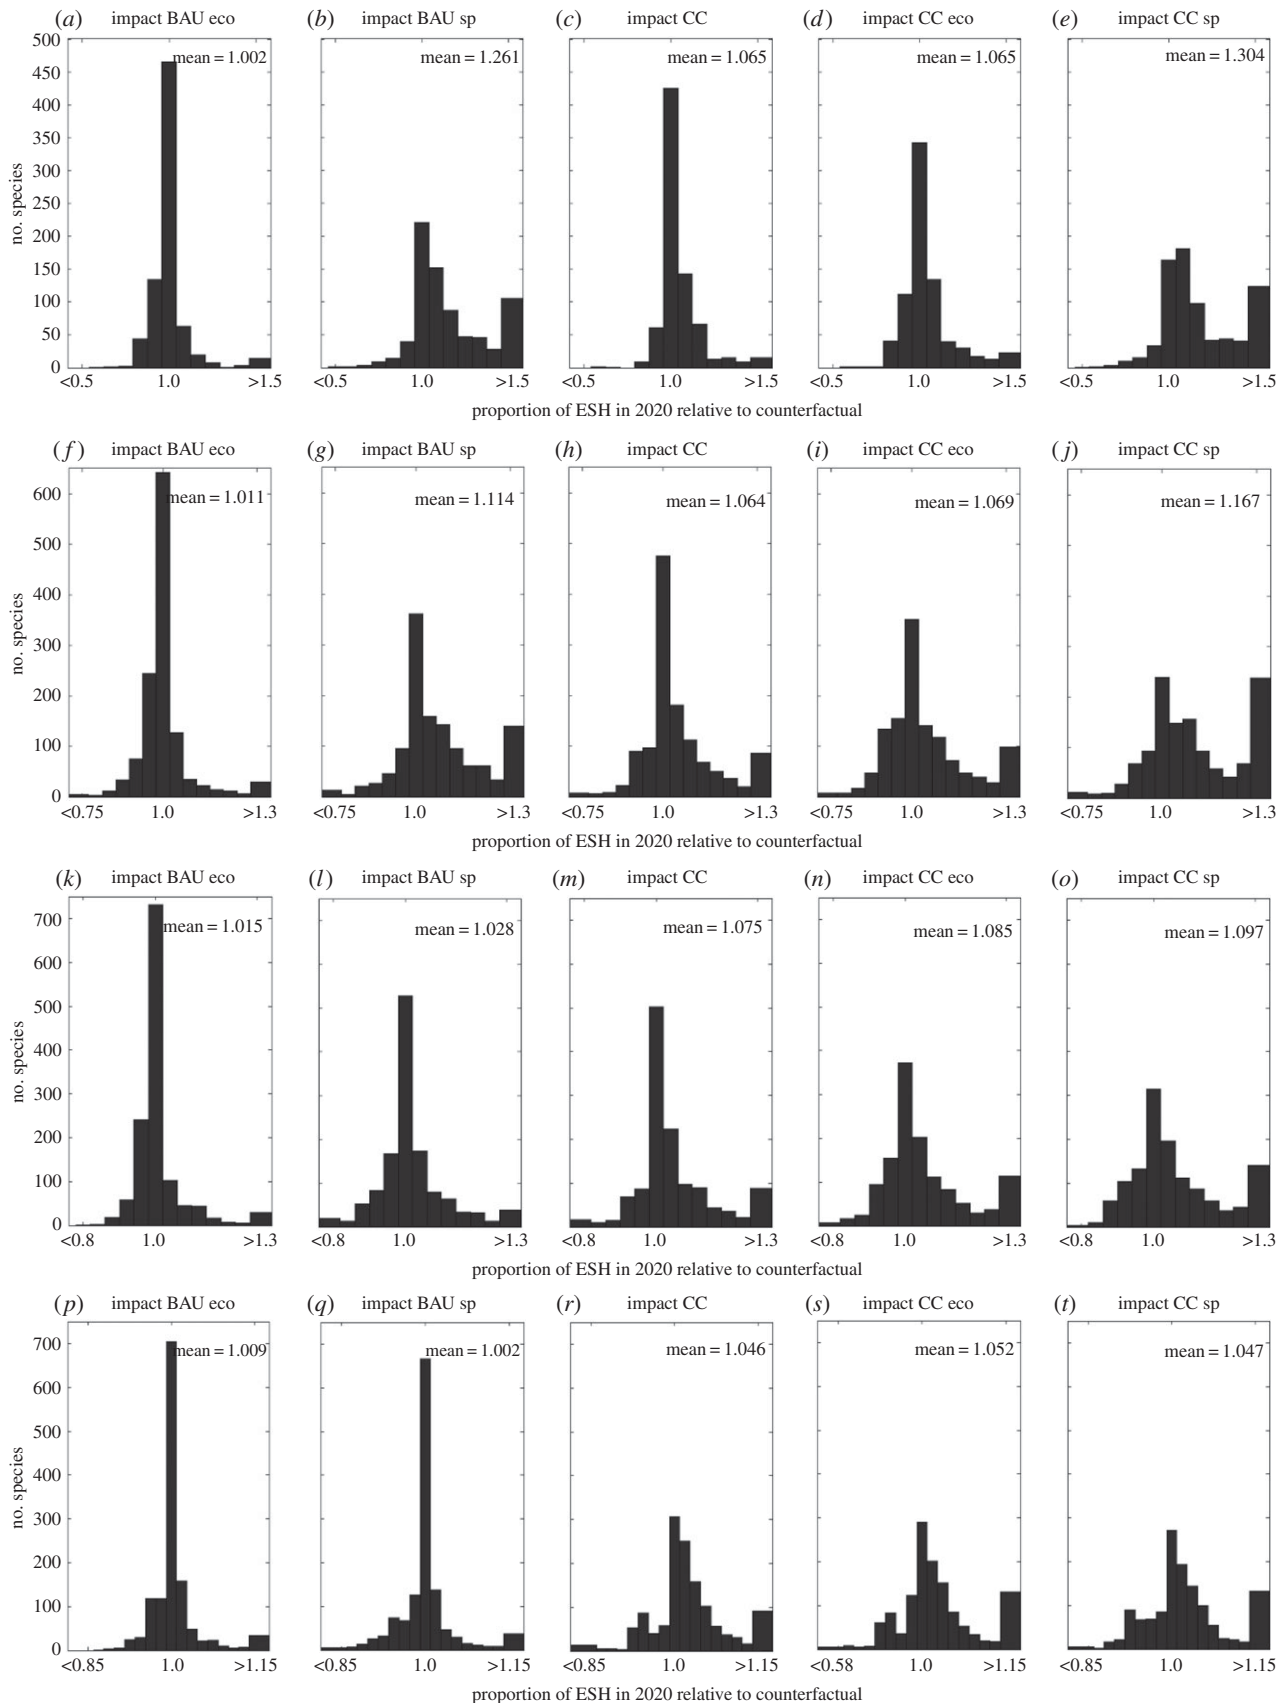 (a) impact BAU eco (b) impact BAU sp (c) impact CC (d) impact CC eco (e) impact CC sp
500
450
400
350
300
250
200
150
100
50
0
no. species
mean = 1.002 mean = 1.261 mean = 1.065 mean = 1.065 mean = 1.304
<0.5 1.0 >1.5 <0.5 1.0 >1.5 <0.5 1.0 >1.5 <0.5 1.0 >1.5 <0.5 1.0 >1.5
proportion of ESH in 2020 relative to counterfactual
(f) impact BAU eco (g) impact BAU sp (h) impact CC (i) impact CC eco (j) impact CC sp
600
500
400
300
200
100
0
no. species
mean = 1.011 mean = 1.114 mean = 1.064 mean = 1.069 mean = 1.167
<0.75 1.0 >1.3 <0.75 1.0 >1.3 <0.75 1.0 >1.3 <0.75 1.0 >1.3 <0.75 1.0 >1.3
proportion of ESH in 2020 relative to counterfactual
(k) impact BAU eco (l) impact BAU sp (m) impact CC (n) impact CC eco (o) impact CC sp
700
600
500
400
300
200
100
0
no. species
mean = 1.015 mean = 1.028 mean = 1.075 mean = 1.085 mean = 1.097
<0.8 1.0 >1.3 <0.8 1.0 >1.3 <0.8 1.0 >1.3 <0.8 1.0 >1.3 <0.8 1.0 >1.3
proportion of ESH in 2020 relative to counterfactual
(p) impact BAU eco (q) impact BAU sp (r) impact CC (s) impact CC eco (t) impact CC sp
700
600
500
400
300
200
100
0
no. species
mean = 1.009 mean = 1.002 mean = 1.046 mean = 1.052 mean = 1.047
<0.85 1.0 >1.15 <0.85 1.0 >1.15 <0.85 1.0 >1.15 <0.58 1.0 >1.15 <0.85 1.0 >1.15
proportion of ESH in 2020 relative to counterfactual